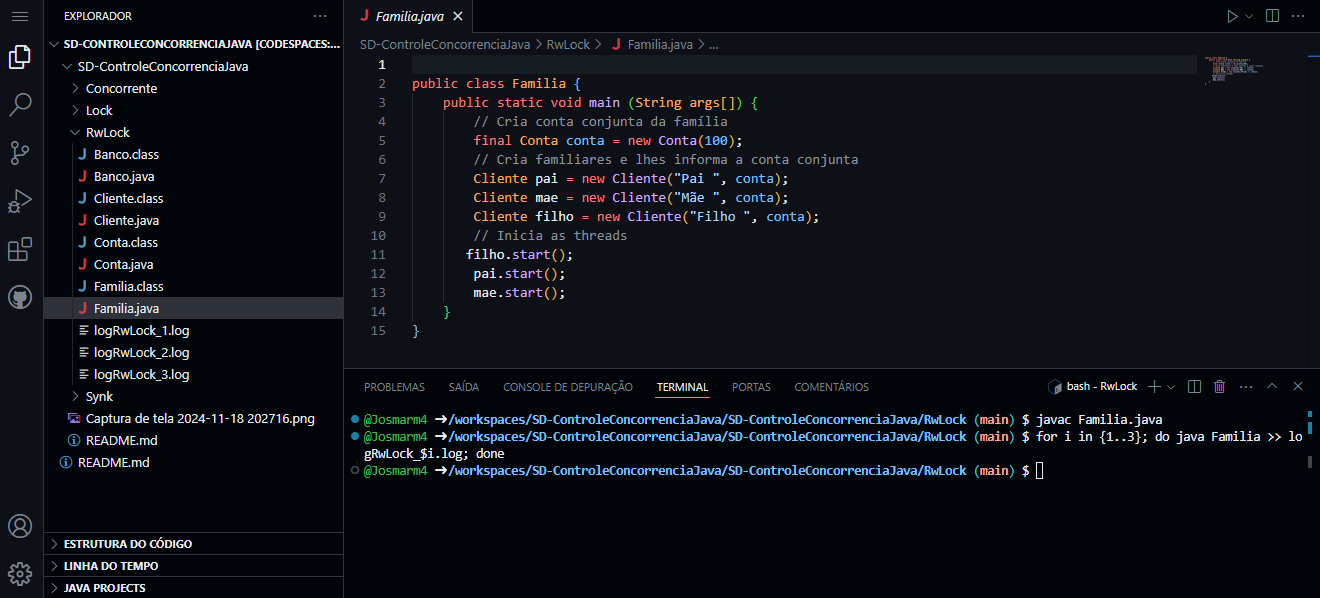 EXPLORADOR
SD-CONTROLECONCORRENCIAJAVA [CODESPACES:...
SD-ControleConcorrenciaJava
Concorrente
Lock
RwLock
Banco.class
Banco.java
Cliente.class
Cliente.java
Conta.class
Conta.java
Familia.class
Familia.java
logRwLock_1.log
logRwLock_2.log
logRwLock_3.log
Synk
Captura de tela 2024-11-18 202716.png
README.md
README.md
ESTRUTURA DO CÓDIGO
LINHA DO TEMPO
JAVA PROJECTS
Familia.java
SD-ControleConcorrenciaJava > RwLock > Familia.java > ...
1
2 public class Familia {
3 public static void main (String args[]) {
4 // Cria conta conjunta da família
5 final Conta conta = new Conta(100);
6 // Cria familiares e lhes informa a conta conjunta
7 Cliente pai = new Cliente("Pai ", conta);
8 Cliente mae = new Cliente("Mãe ", conta);
9 Cliente filho = new Cliente("Filho ", conta);
10 // Inicia as threads
11 filho.start();
12 pai.start();
13 mae.start();
14 }
15 }
PROBLEMAS SAÍDA CONSOLE DE DEPURAÇÃO TERMINAL PORTAS COMENTÁRIOS bash - RwLock
@Josmarm4 ➜/workspaces/SD-ControleConcorrenciaJava/SD-ControleConcorrenciaJava/RwLock (main) $ javac Familia.java
@Josmarm4 ➜/workspaces/SD-ControleConcorrenciaJava/SD-ControleConcorrenciaJava/RwLock (main) $ for i in {1..3}; do java Familia >> lo
gRwLock_$i.log; done
@Josmarm4 ➜/workspaces/SD-ControleConcorrenciaJava/SD-ControleConcorrenciaJava/RwLock (main) $